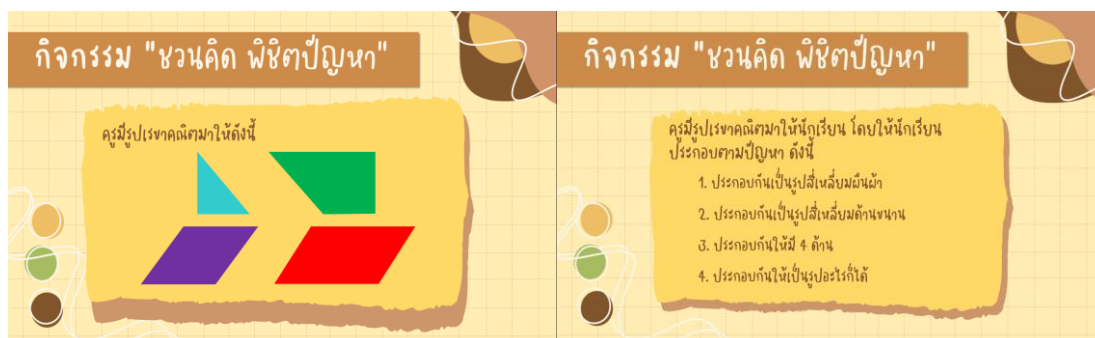 กิจกรรม "ชวนคิด พิชิตปัญหา"
ครูมีรูปเรขาคณิตมาให้ดังนี้
กิจกรรม "ชวนคิด พิชิตปัญหา"
ครูมีรูปเรขาคณิตมาให้นักเรียน โดยให้นักเรียน
ประกอบตามปัญหา ดังนี้
1. ประกอบกันเป็นรูปสี่เหลี่ยมผืนผ้า
2. ประกอบกันเป็นรูปสี่เหลี่ยมด้านขนาน
3. ประกอบกันให้มี 4 ด้าน
4. ประกอบกันให้เป็นรูปอะไรก็ได้